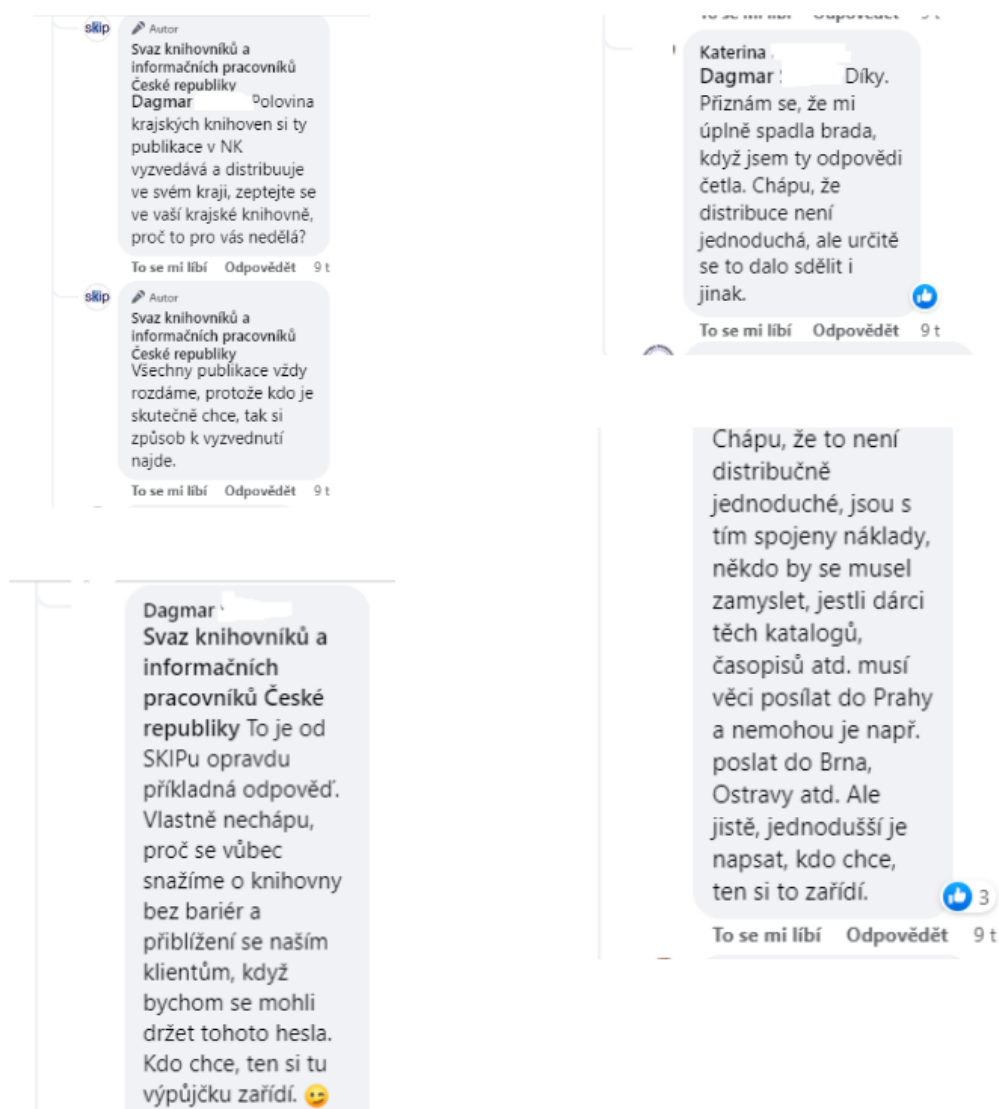 skip
Autor
Svaz knihovníků a
informačních pracovníků
České republiky
Dagmar Polovina
krajských knihoven si ty
publikace v NK
vyzvedává a distribuuje
ve svém kraji, zeptejte se
ve vaší krajské knihovně,
proč to pro vás nedělá?
To se mi líbí Odpovědět 9 t
skip
Autor
Svaz knihovníků a
informačních pracovníků
České republiky
Všechny publikace vždy
rozdáme, protože kdo je
skutečně chce, tak si
způsob k vyzvednutí
najde.
To se mi líbí Odpovědět 9 t
Dagmar
Svaz knihovníků a
informačních
pracovníků České
republiky To je od
SKIPu opravdu
příkladná odpověď.
Vlastně nechápu,
proč se vůbec
snažíme o knihovny
bez bariér a
přiblížení se naším
klientům, když
bychom se mohli
držet tohoto hesla.
Kdo chce, ten si tu
výpůjčku zařídí. 😉
Katerina
Dagmar Díky.
Přiznám se, že mi
úplně spadla brada,
když jsem ty odpovědi
četla. Chápu, že
distribuce není
jednoduchá, ale určitě
se to dalo sdělit i
jinak.
To se mi líbí Odpovědět 9 t
Chápu, že to není
distribučně
jednoduché, jsou s
tím spojeny náklady,
někdo by se musel
zamyslet, jestli dárci
těch katalogů,
časopisů atd. musí
věci posílat do Prahy
a nemohou je např.
poslat do Brna,
Ostravy atd. Ale
jistě, jednodušší je
napsat, kdo chce,
ten si to zařídí.
3
To se mi líbí Odpovědět 9 t